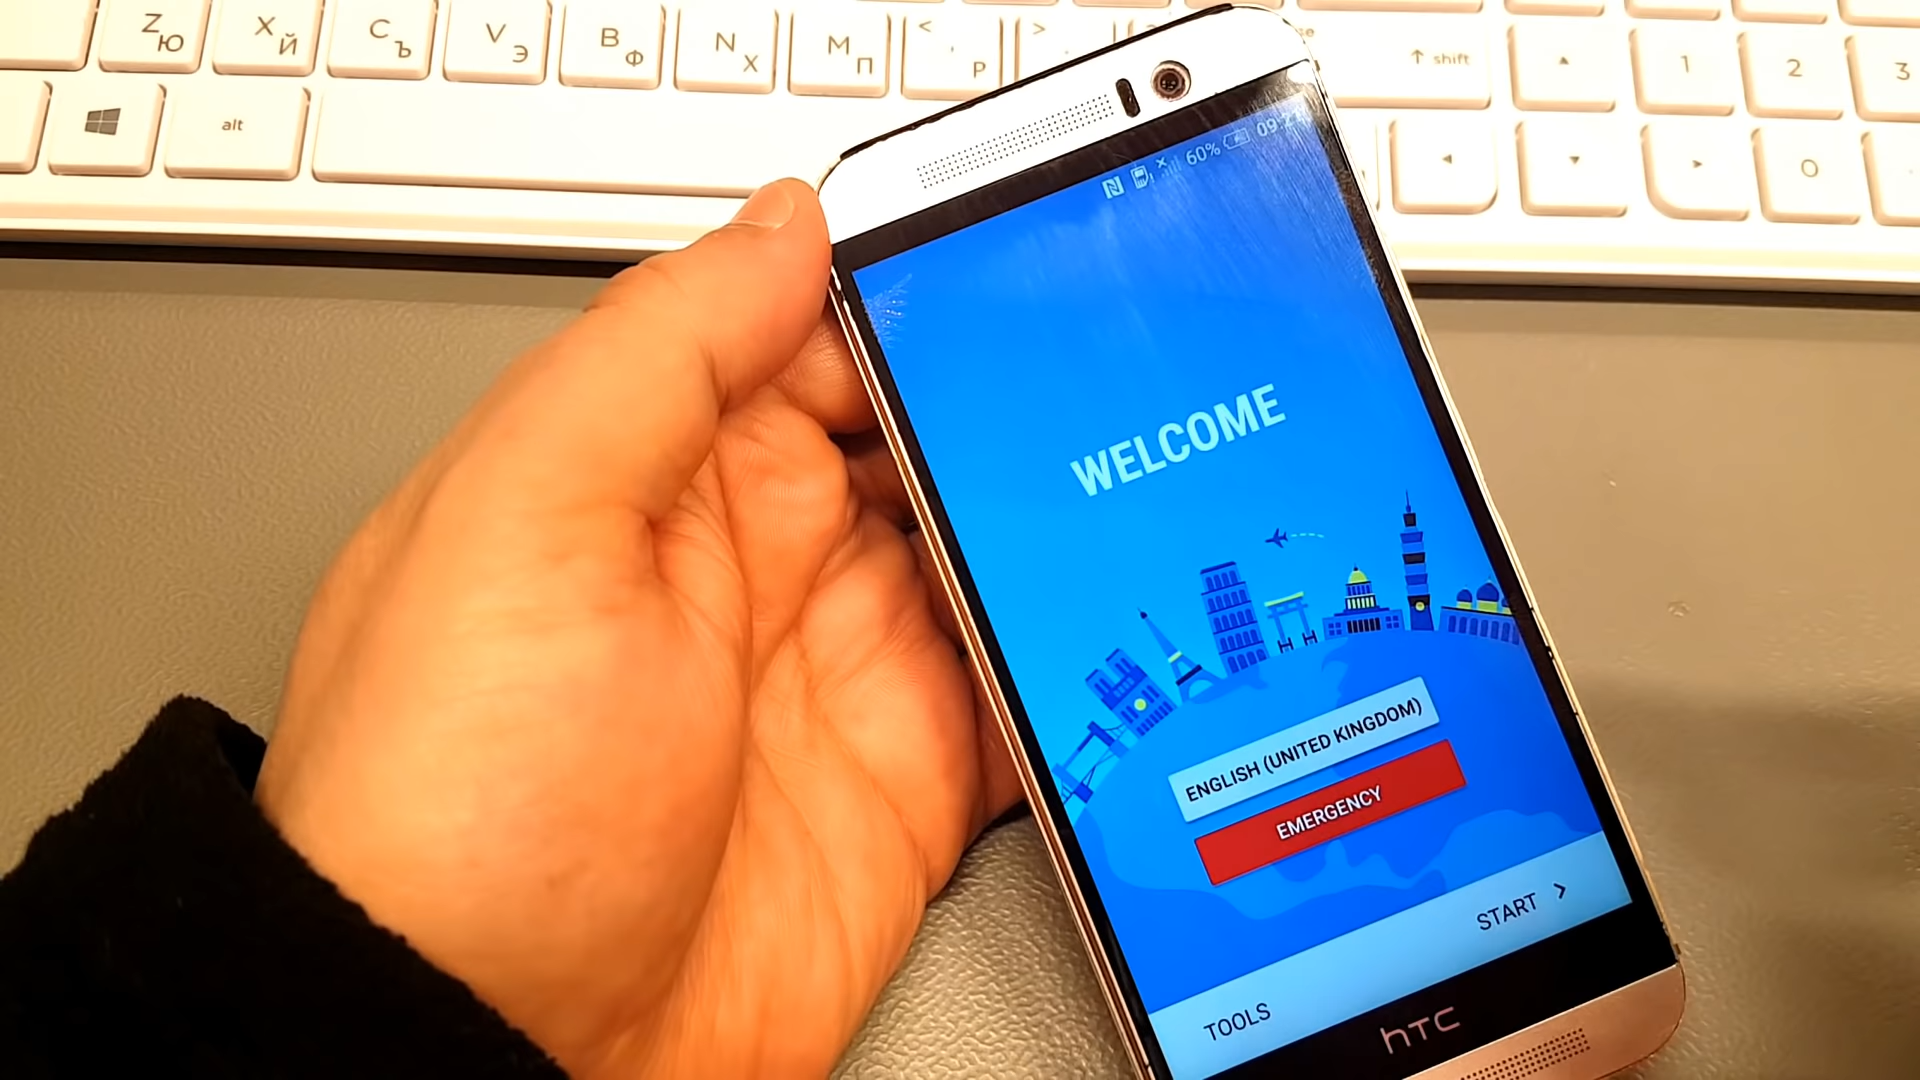 Z Ю
X Й
C Ъ
V Э
B Ф
N Х
M П
< , Р
>
shift
1
2
3
alt
0
60%
WELCOME
ENGLISH (UNITED KINGDOM)
EMERGENCY
START >
TOOLS
hTC